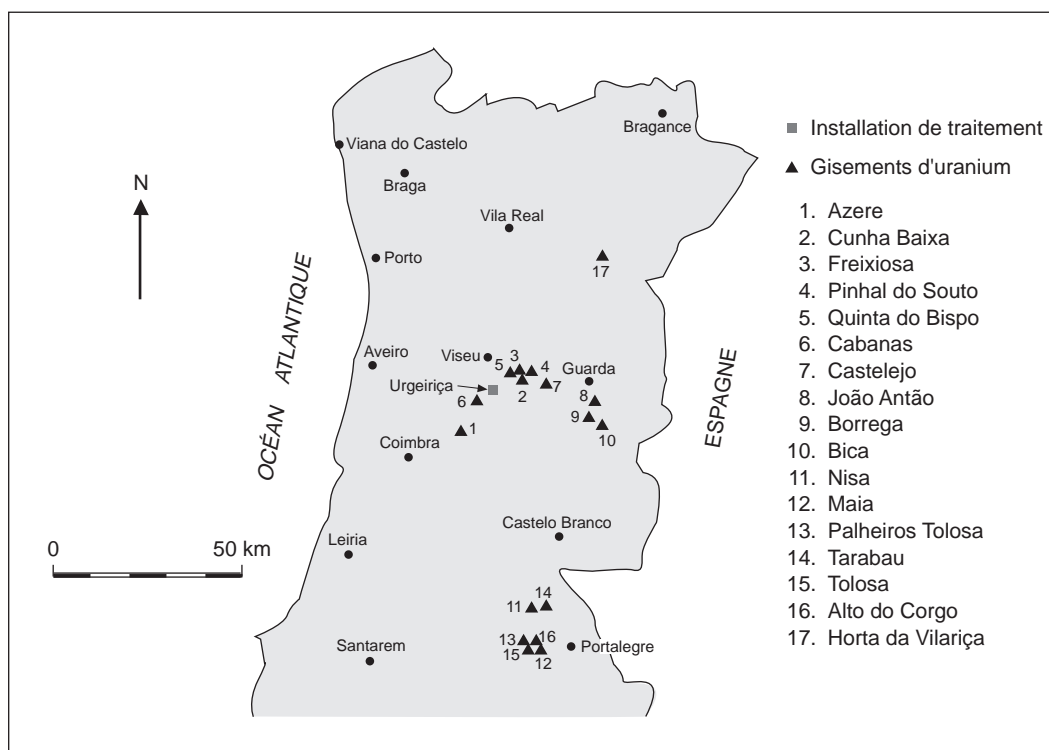 Bragance
Viana do Castelo
Braga
N
Vila Real
Porto
17
OCÉAN ATLANTIQUE
ESPAGNE
Aveiro
Viseu
3
5
4
Guarda
Urgeiriça
2
7
6
8
9
1
10
Coimbra
Castelo Branco
0
50 km
Leiria
14
11
13
16
Portalegre
15
12
Santarem
Installation de traitement
Gisements d'uranium
1. Azere
2. Cunha Baixa
3. Freixiosa
4. Pinhal do Souto
5. Quinta do Bispo
6. Cabanas
7. Castelejo
8. João Antão
9. Borrega
10. Bica
11. Nisa
12. Maia
13. Palheiros Tolosa
14. Tarabau
15. Tolosa
16. Alto do Corgo
17. Horta da Vilariça